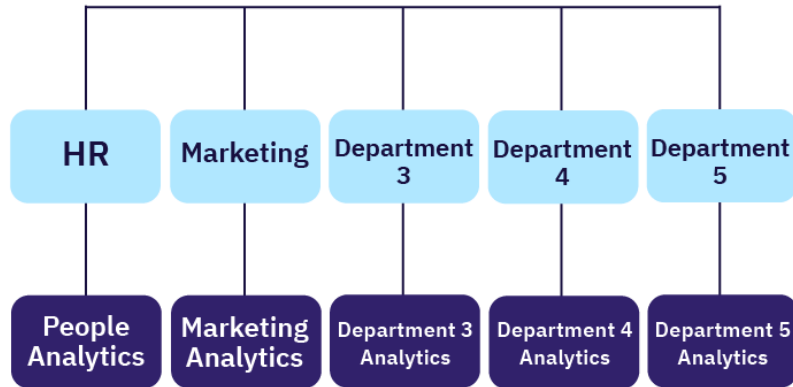 HR
Marketing
Department
3
Department
4
Department
5
People
Analytics
Marketing
Analytics
Department 3
Analytics
Department 4
Analytics
Department 5
Analytics